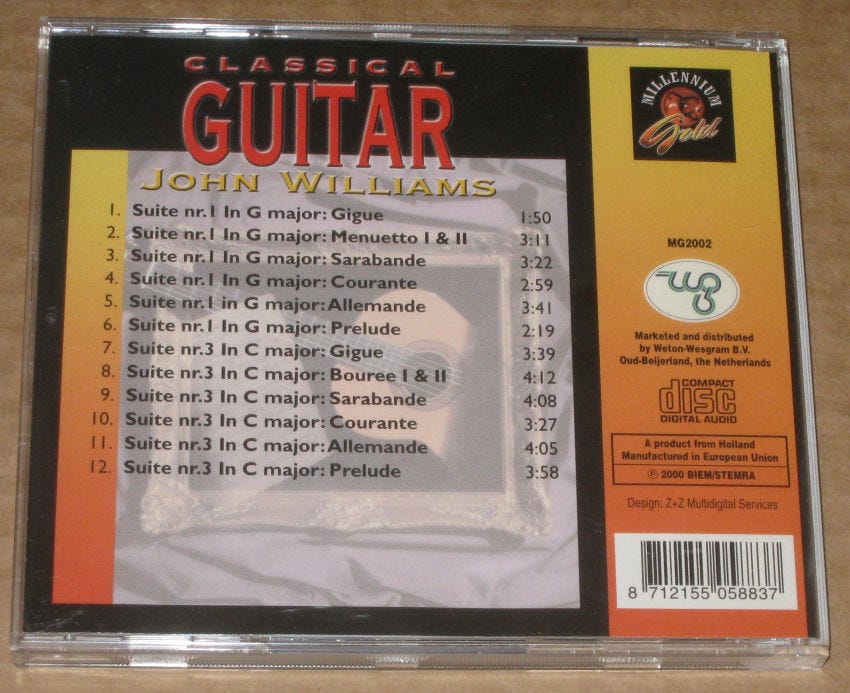 CLASSICAL
GUITAR
JOHN WILLIAMS
1. Suite nr.1 In G major: Gigue 1:50
2. Suite nr.1 In G major: Menuetto I & II 3:11
3. Suite nr.1 In G major: Sarabande 3:22
4. Suite nr.1 In G major: Courante 2:59
5. Suite nr.1 in G major: Allemande 3:41
6. Suite nr.1 In G major: Prelude 2:19
7. Suite nr.3 In C major: Gigue 3:39
8. Suite nr.3 In C major: Bouree I & II 4:12
9. Suite nr.3 In C major: Sarabande 4:08
10. Suite nr.3 In C major: Courante 3:27
11. Suite nr.3 In C major: Allemande 4:05
12. Suite nr.3 In C major: Prelude 3:58
MILLENNIUM
Gold
MG2002
Marketed and distributed
by Weton-Wesgram B.V.
Oud-Beijerland, the Netherlands
COMPACT
disc
DIGITAL AUDIO
A product from Holland
Manufactured in European Union
℗ 2000 BIEM/STEMRA
Design: Z+Z Multidigital Services
8 712155 058837